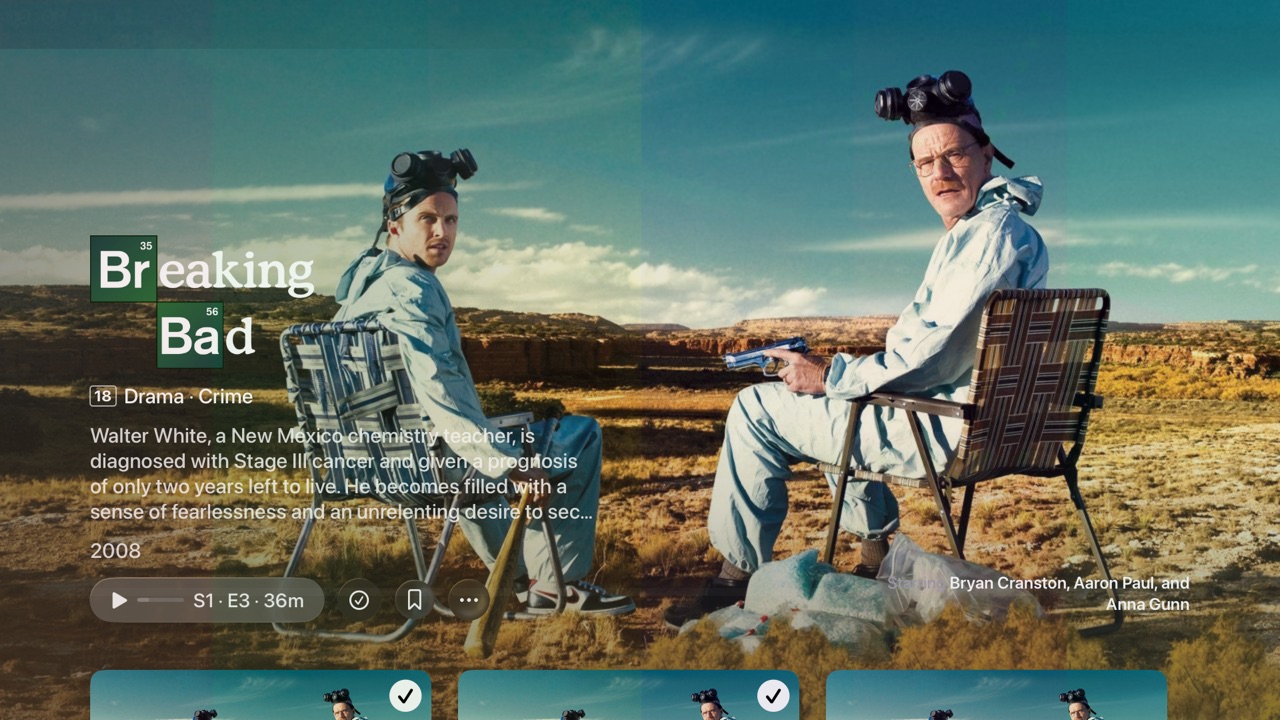 35
Breaking
56
Bad
18 Drama · Crime
Walter White, a New Mexico chemistry teacher, is
diagnosed with Stage III cancer and given a prognosis
of only two years left to live. He becomes filled with a
sense of fearlessness and an unrelenting desire to sec...
2008
S1 · E3 · 36m
Starring Bryan Cranston, Aaron Paul, and
Anna Gunn